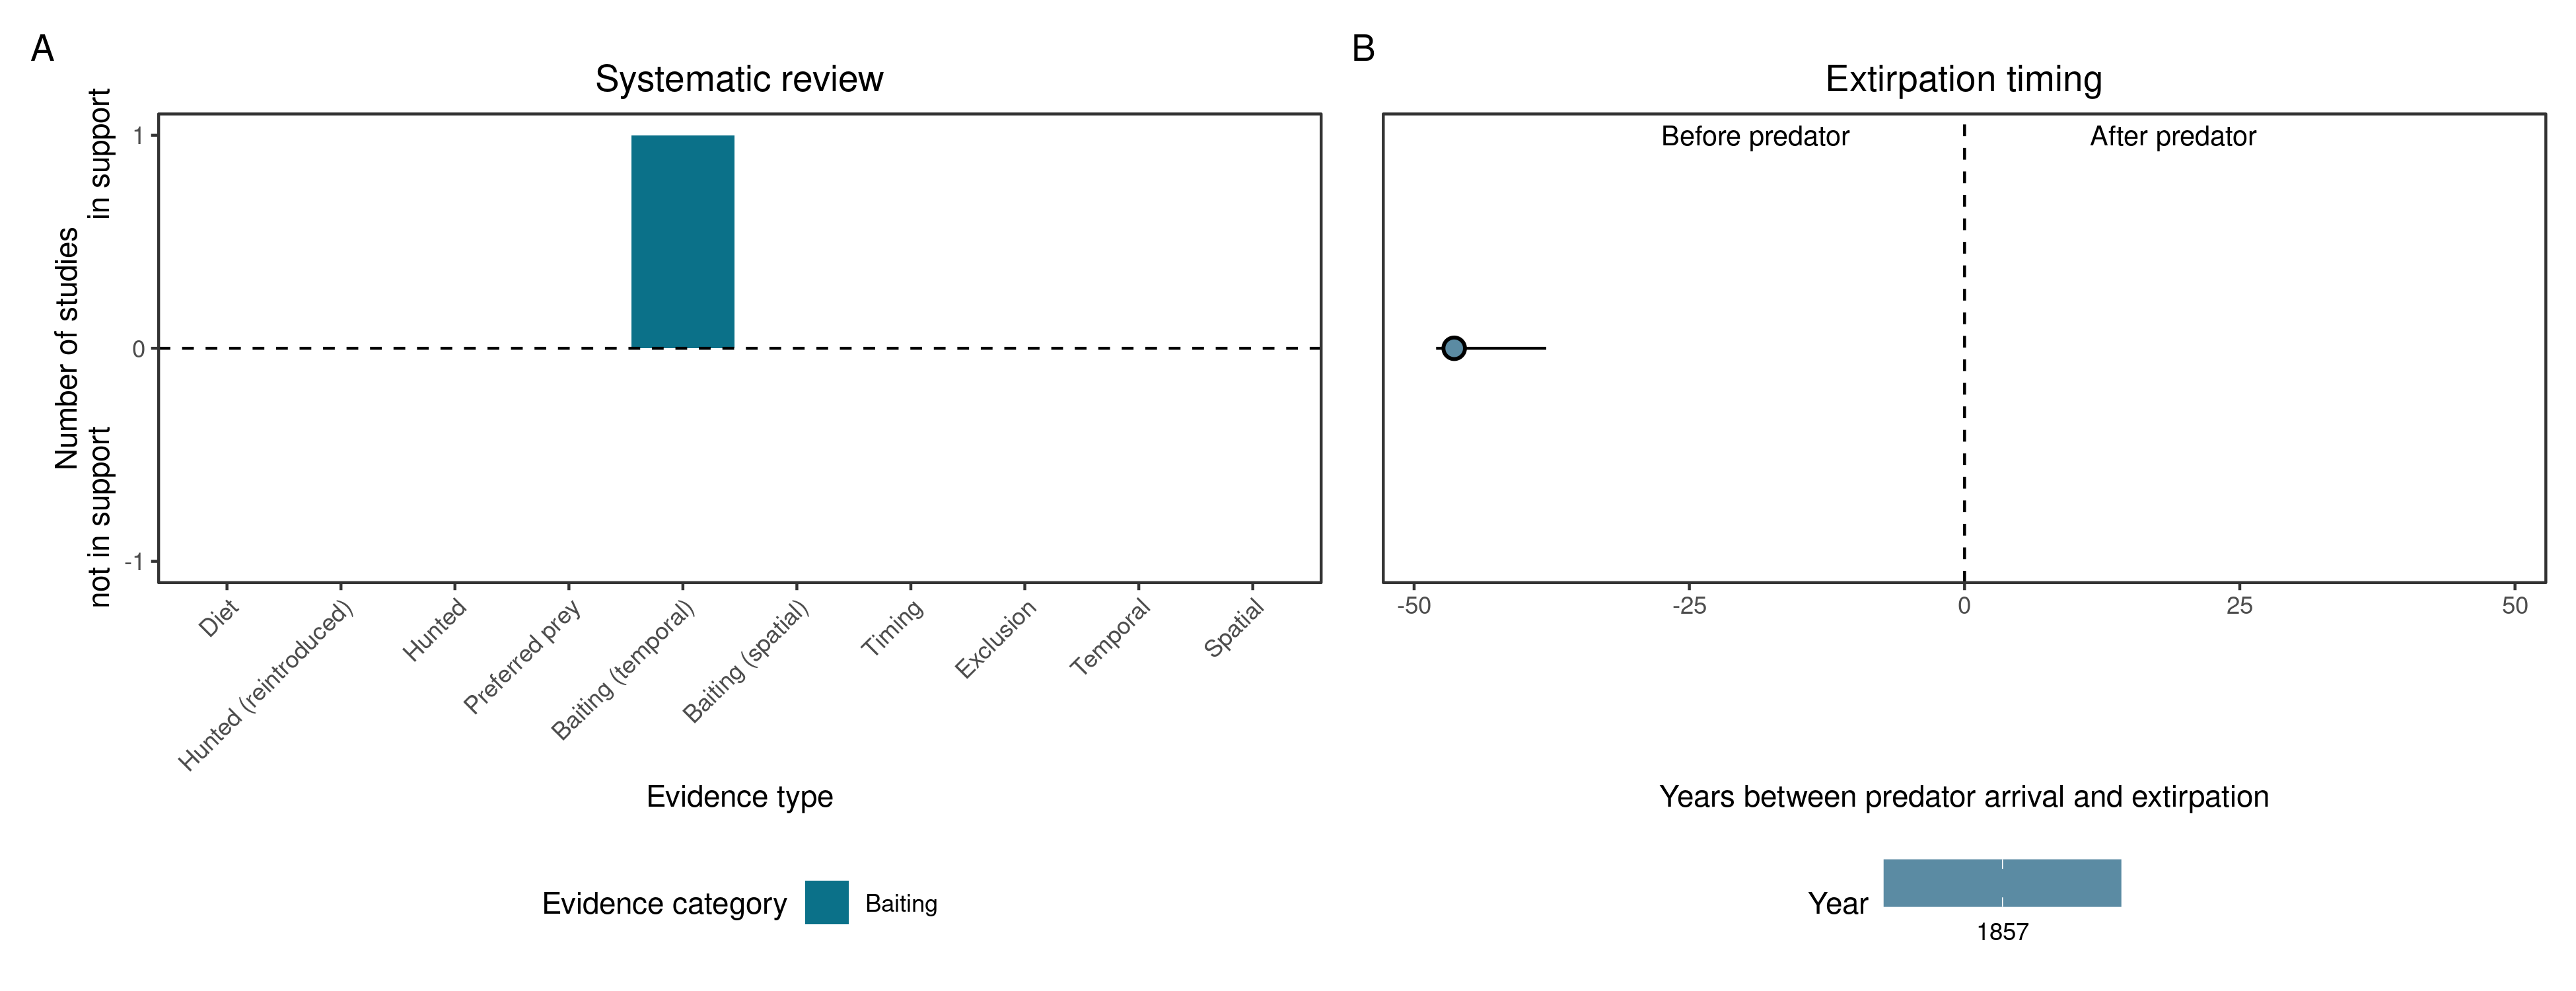 A
Systematic review
Number of studies
in support
not in support
1
0
-1
Diet
Hunted (reintroduced)
Hunted
Preferred prey
Baiting (temporal)
Baiting (spatial)
Timing
Exclusion
Temporal
Spatial
Evidence type
Evidence category
Baiting
B
Extirpation timing
Before predator
After predator
-50
-25
0
25
50
Years between predator arrival and extirpation
Year
1857